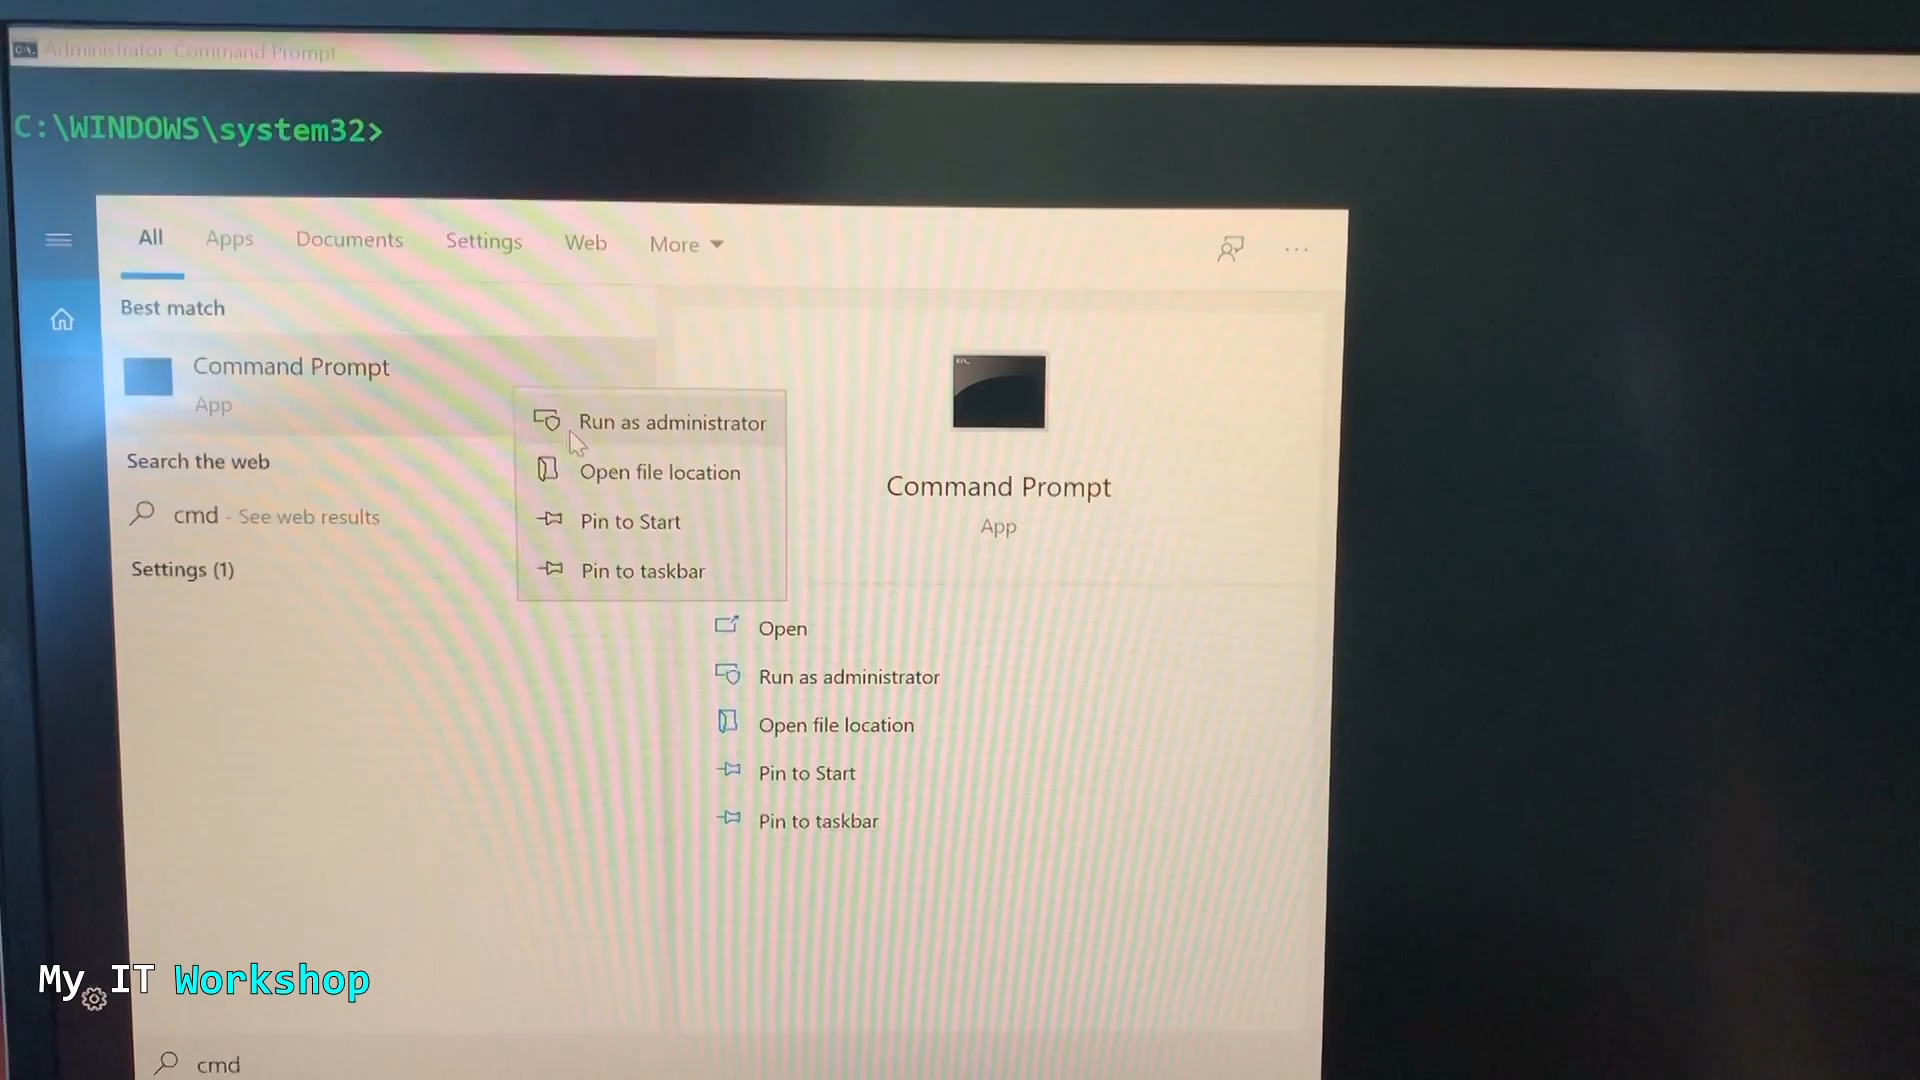 Administrator: Command Prompt
C:\WINDOWS\system32>
All Apps Documents Settings Web More
Best match
Command Prompt
App
Run as administrator
Open file location
Pin to Start
Pin to taskbar
Search the web
cmd - See web results
Settings (1)
Command Prompt
App
Open
Run as administrator
Open file location
Pin to Start
Pin to taskbar
My IT Workshop
cmd